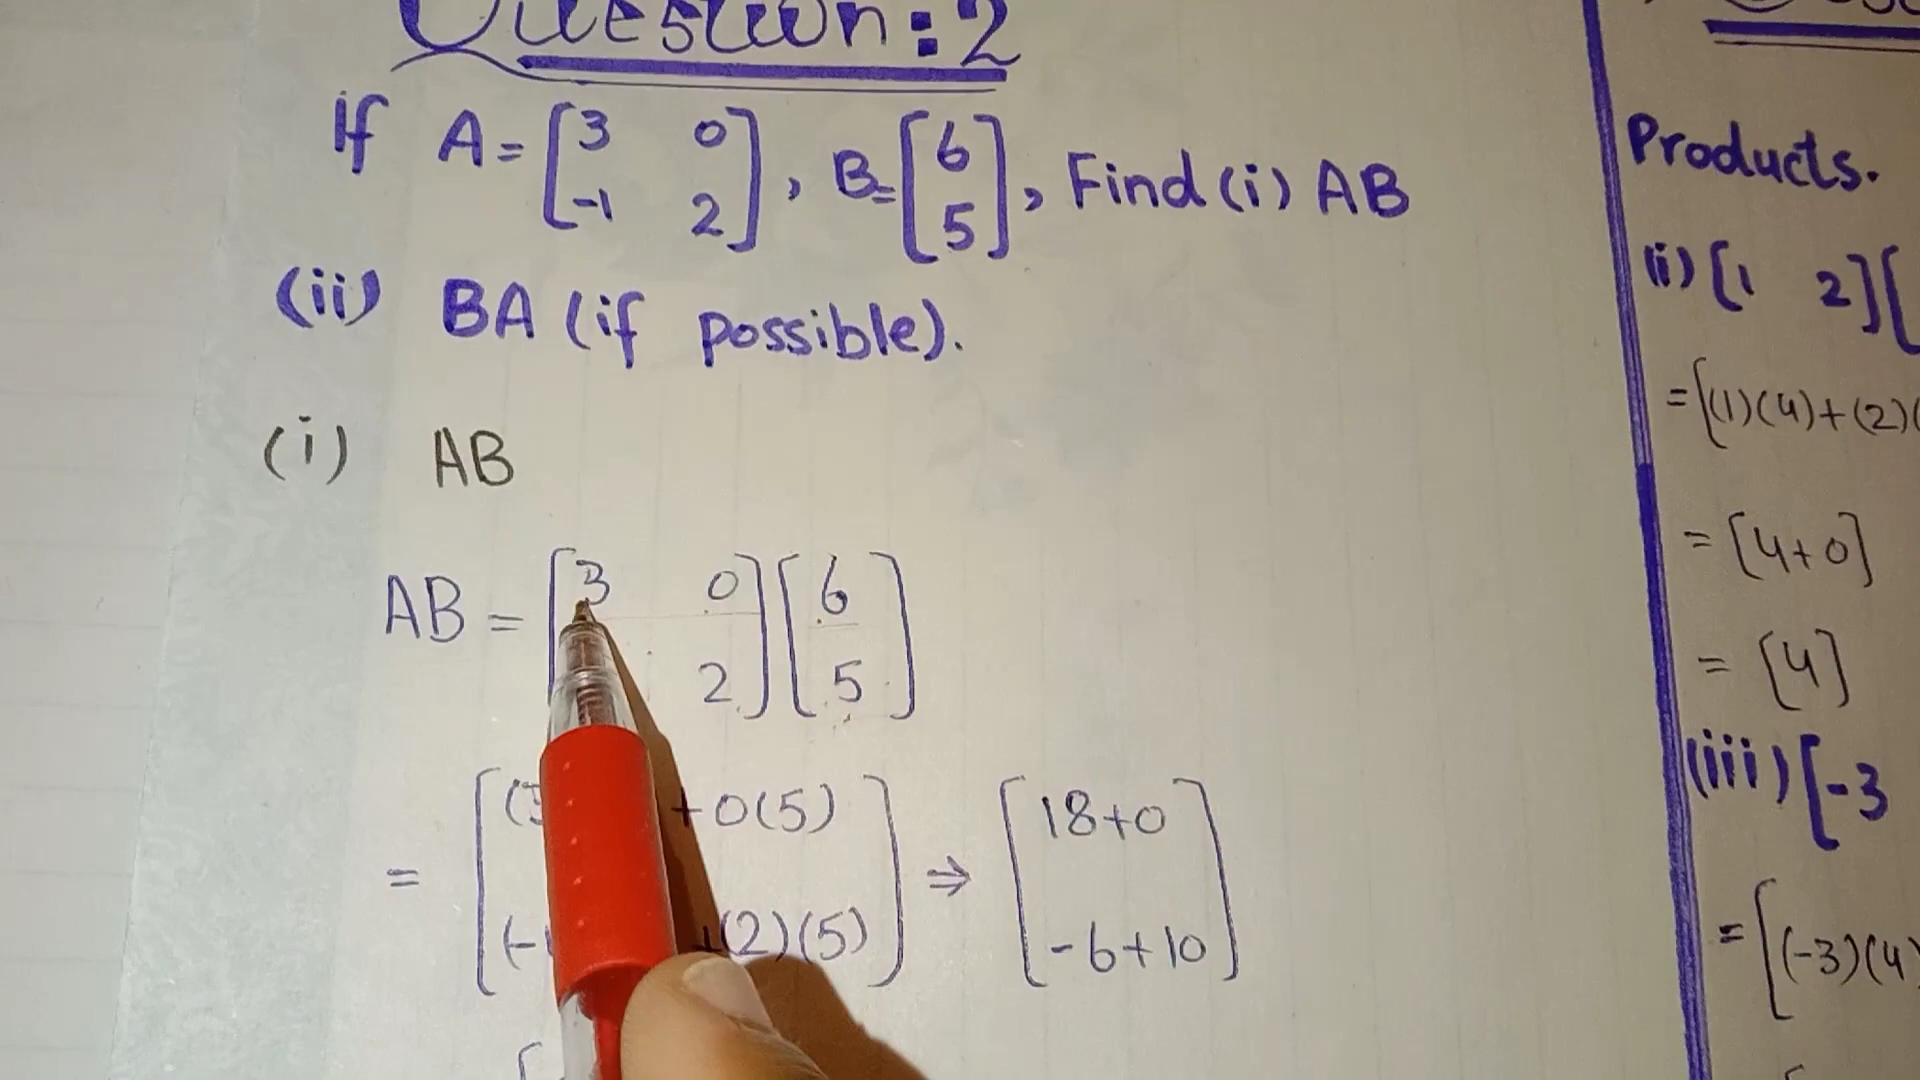 Question:2
If A=[3 0
-1 2], B=[6
5], Find (i) AB
(ii) BA (if possible).
(i) AB
AB = [3 0][6
2] 5]
= [ +0(5)] ⇒ [18+0
+(2)(5)] -6+10]
Products.
(i) [1 2][
=[(1)(4)+(2)(
= [4+0]
= [4]
(iii) [-3
=[(-3)(4)